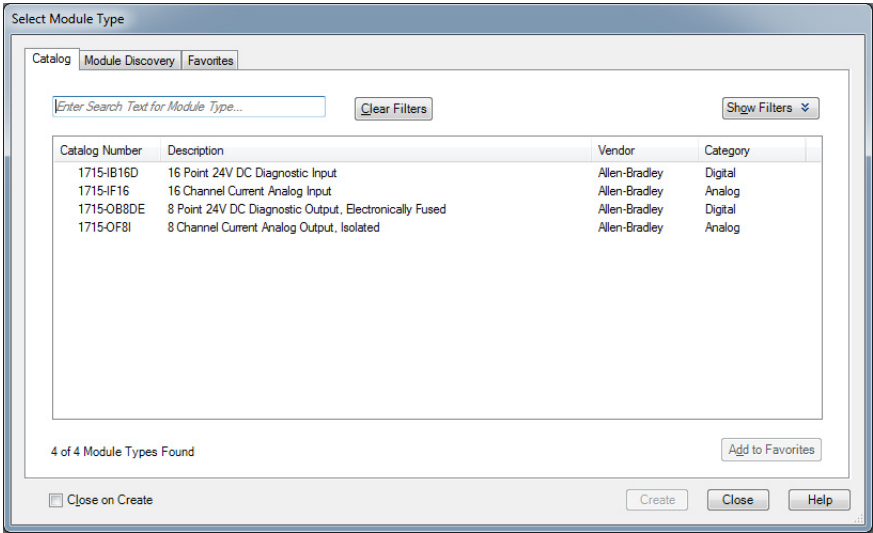 Select Module Type
Catalog Module Discovery Favorites
Enter Search Text for Module Type... Clear Filters Show Filters
Catalog Number Description Vendor Category
1715-IB16D 16 Point 24V DC Diagnostic Input Allen-Bradley Digital
1715-IF16 16 Channel Current Analog Input Allen-Bradley Analog
1715-OB8DE 8 Point 24V DC Diagnostic Output, Electronically Fused Allen-Bradley Digital
1715-OF8I 8 Channel Current Analog Output, Isolated Allen-Bradley Analog
4 of 4 Module Types Found Add to Favorites
Close on Create Create Close Help